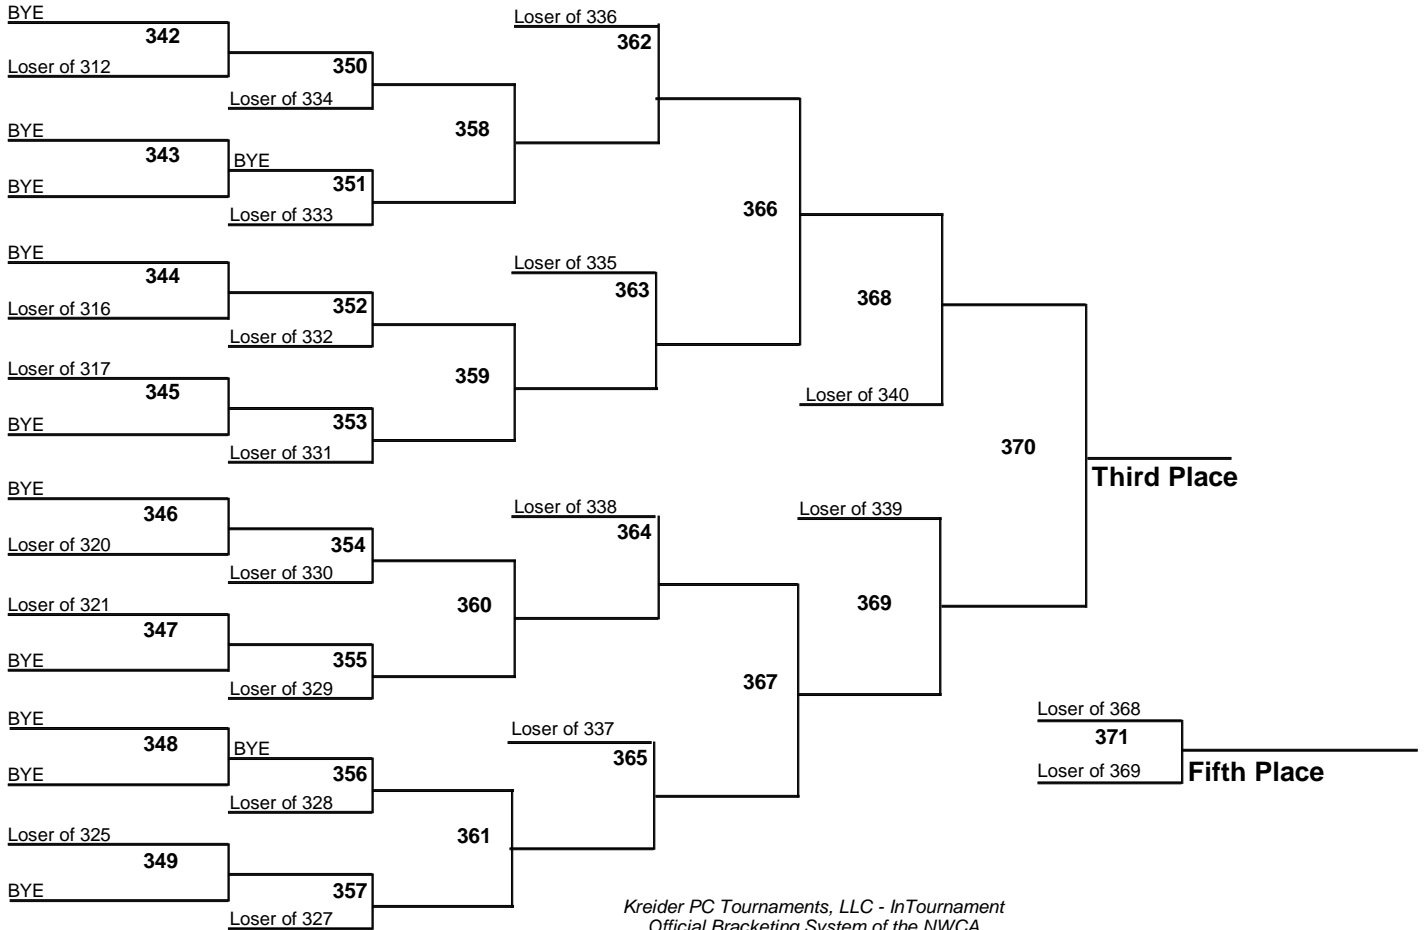 BYE
342
Loser of 312
350
Loser of 334
BYE
343
BYE
BYE
351
Loser of 333
358
Loser of 336
362
BYE
344
Loser of 316
352
Loser of 332
Loser of 317
345
BYE
353
Loser of 331
359
Loser of 335
363
366
368
Loser of 340
BYE
346
Loser of 320
354
Loser of 330
Loser of 321
347
BYE
355
Loser of 329
360
Loser of 338
364
BYE
348
BYE
BYE
356
Loser of 328
Loser of 325
349
BYE
357
Loser of 327
361
Loser of 337
365
367
Loser of 339
369
370
Third Place
Loser of 368
371
Loser of 369
Fifth Place
Kreider PC Tournaments, LLC - InTournament
Official Bracketing System of the NWCA